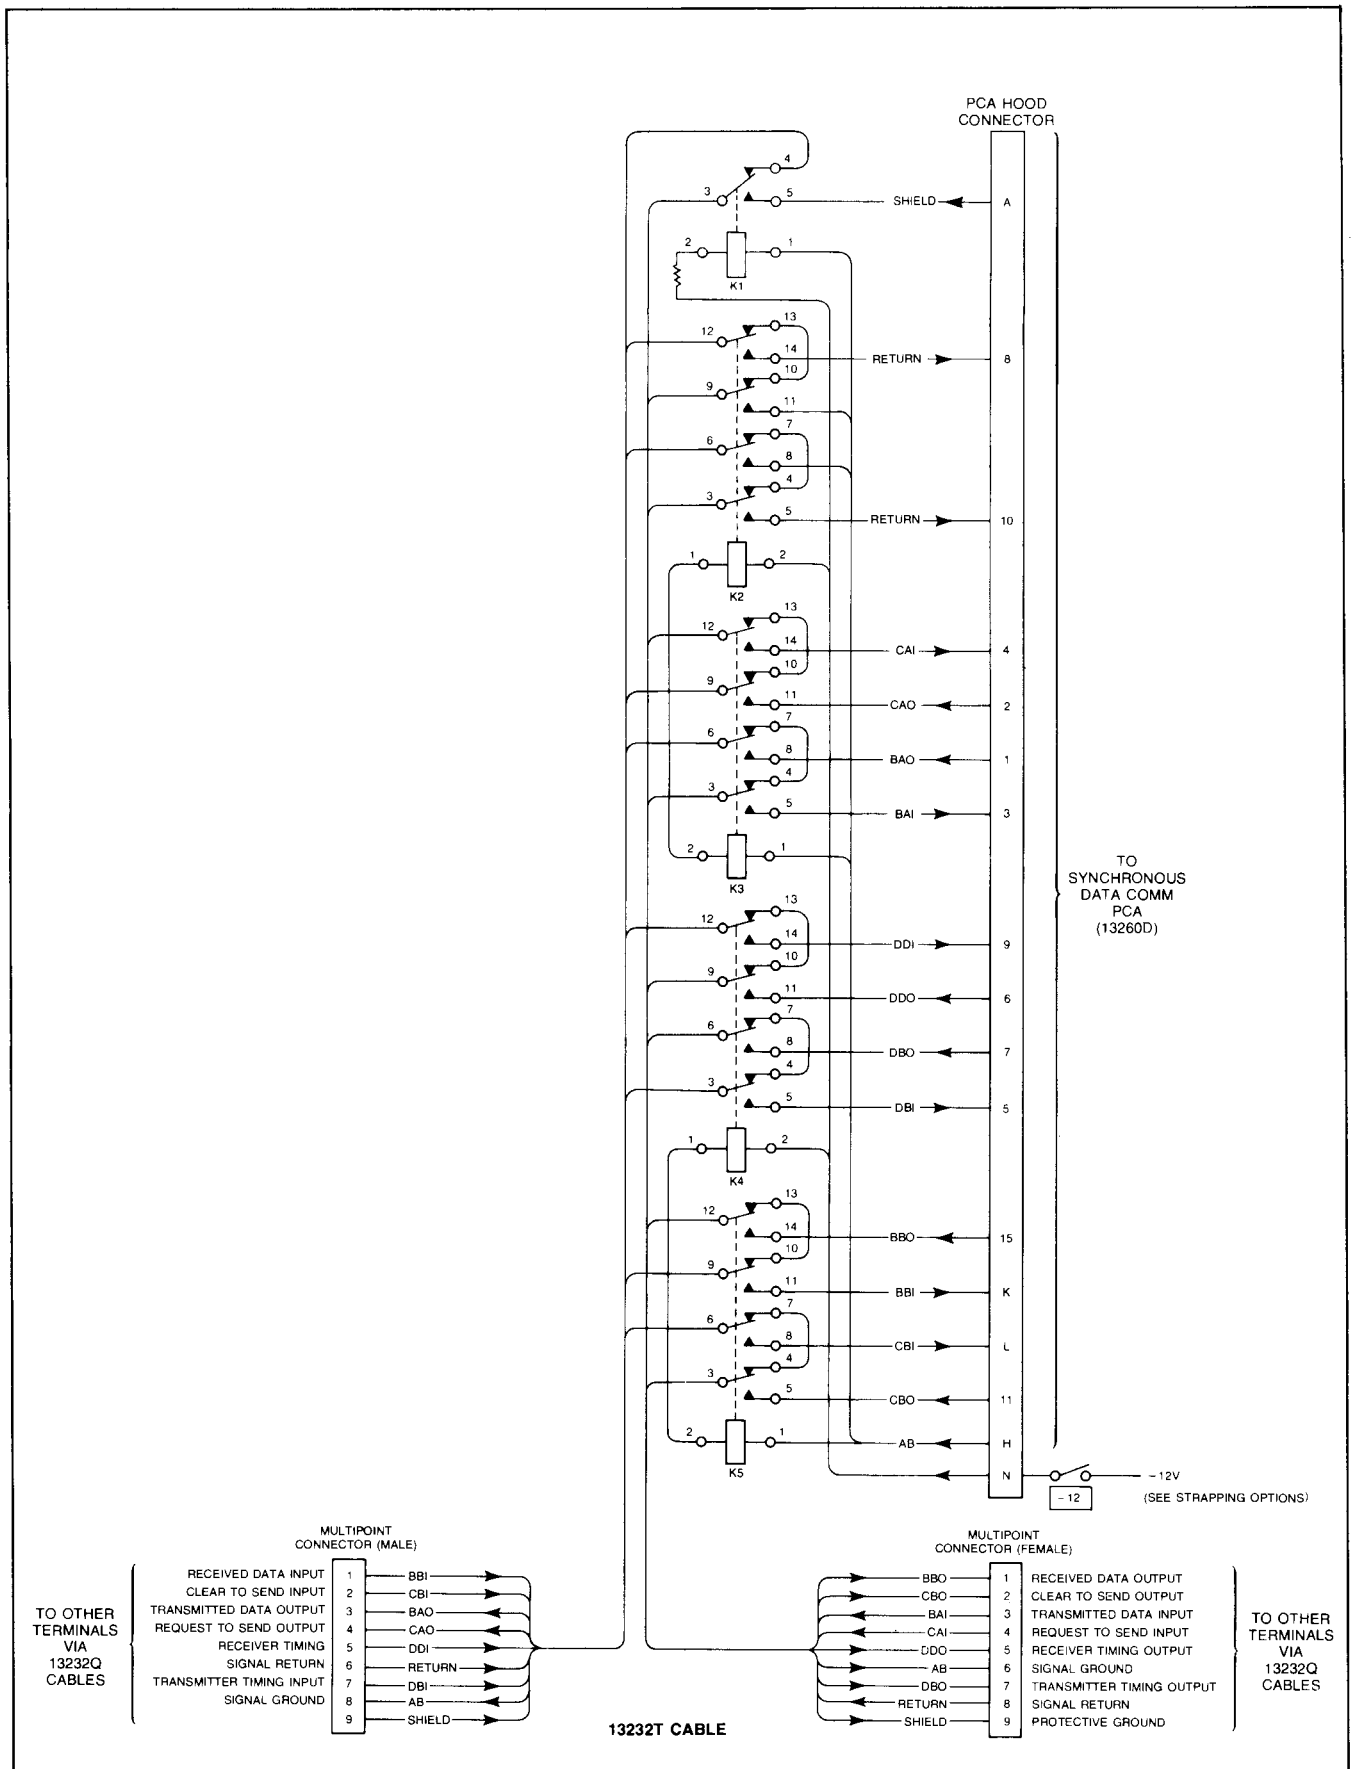 PCA HOOD
CONNECTOR
4
3
5
SHIELD
A
2
1
K1
13
12
14
RETURN
8
10
9
11
7
6
8
4
3
5
RETURN
10
1
2
K2
13
12
14
CAI
4
10
9
11
CAO
2
7
6
8
BAO
1
4
3
5
BAI
3
2
1
K3
TO
SYNCHRONOUS
DATA COMM
PCA
(13260D)
13
12
14
DDI
9
10
9
11
DDO
6
7
6
8
DBO
7
4
3
5
DBI
5
1
2
K4
13
12
14
BBO
15
10
9
11
BBI
K
7
6
8
CBI
L
4
3
5
CBO
11
2
1
AB
H
K5
N
-12V
-12
(SEE STRAPPING OPTIONS)
MULTIPOINT
CONNECTOR (MALE)
TO OTHER
TERMINALS
VIA
13232Q
CABLES
RECEIVED DATA INPUT 1 BBI
CLEAR TO SEND INPUT 2 CBI
TRANSMITTED DATA OUTPUT 3 BAO
REQUEST TO SEND OUTPUT 4 CAO
RECEIVER TIMING 5 DDI
SIGNAL RETURN 6 RETURN
TRANSMITTER TIMING INPUT 7 DBI
SIGNAL GROUND 8 AB
9 SHIELD
13232T CABLE
MULTIPOINT
CONNECTOR (FEMALE)
BBO 1 RECEIVED DATA OUTPUT
CBO 2 CLEAR TO SEND OUTPUT
BAI 3 TRANSMITTED DATA INPUT
CAI 4 REQUEST TO SEND INPUT
DDO 5 RECEIVER TIMING OUTPUT
AB 6 SIGNAL GROUND
DBO 7 TRANSMITTER TIMING OUTPUT
RETURN 8 SIGNAL RETURN
SHIELD 9 PROTECTIVE GROUND
TO OTHER
TERMINALS
VIA
13232Q
CABLES